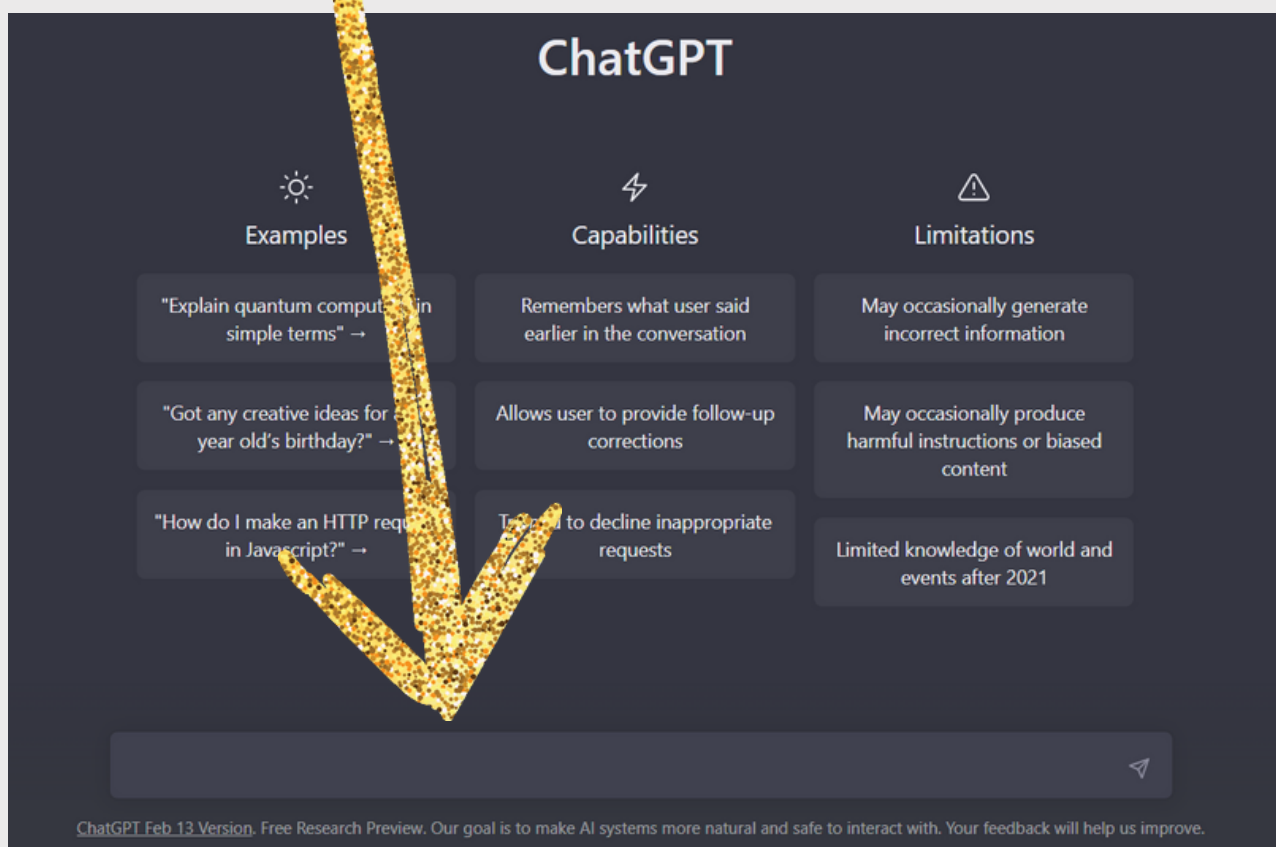 ChatGPT
Examples
"Explain quantum in
simple terms" →
"Got any creative ideas for
year old's birthday?" →
"How do I make an HTTP
in Javascript?" →
Capabilities
Remembers what user said
earlier in the conversation
Allows user to provide follow-up
corrections
to decline inappropriate
requests
Limitations
May occasionally generate
incorrect information
May occasionally produce
harmful instructions or biased
content
Limited knowledge of world and
events after 2021
ChatGPT Feb 13 Version. Free Research Preview. Our goal is to make AI systems more natural and safe to interact with. Your feedback will help us improve.